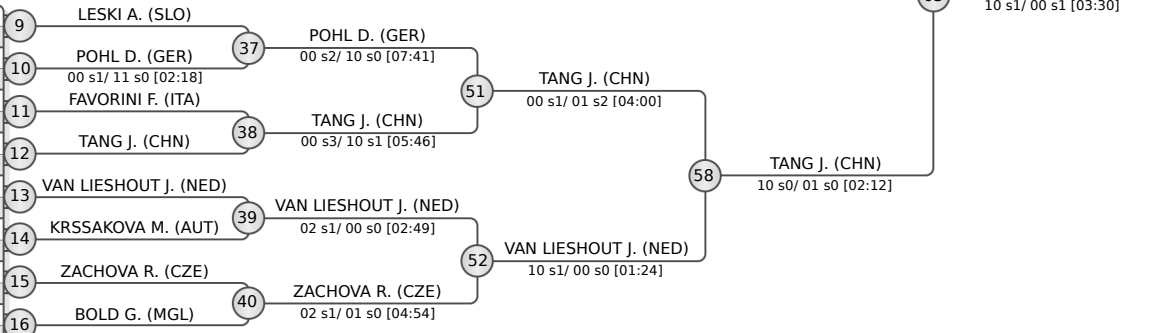 10 s1/ 00 s1 [03:30]
9
LESKI A. (SLO)
37
POHL D. (GER)
00 s2/ 10 s0 [07:41]
10
POHL D. (GER)
00 s1/ 11 s0 [02:18]
51
TANG J. (CHN)
00 s1/ 01 s2 [04:00]
11
FAVORINI F. (ITA)
38
TANG J. (CHN)
00 s3/ 10 s1 [05:46]
12
TANG J. (CHN)
58
TANG J. (CHN)
10 s0/ 01 s0 [02:12]
13
VAN LIESHOUT J. (NED)
39
VAN LIESHOUT J. (NED)
02 s1/ 00 s0 [02:49]
14
KRSSAKOVA M. (AUT)
52
VAN LIESHOUT J. (NED)
10 s1/ 00 s0 [01:24]
15
ZACHOVA R. (CZE)
40
ZACHOVA R. (CZE)
02 s1/ 01 s0 [04:54]
16
BOLD G. (MGL)